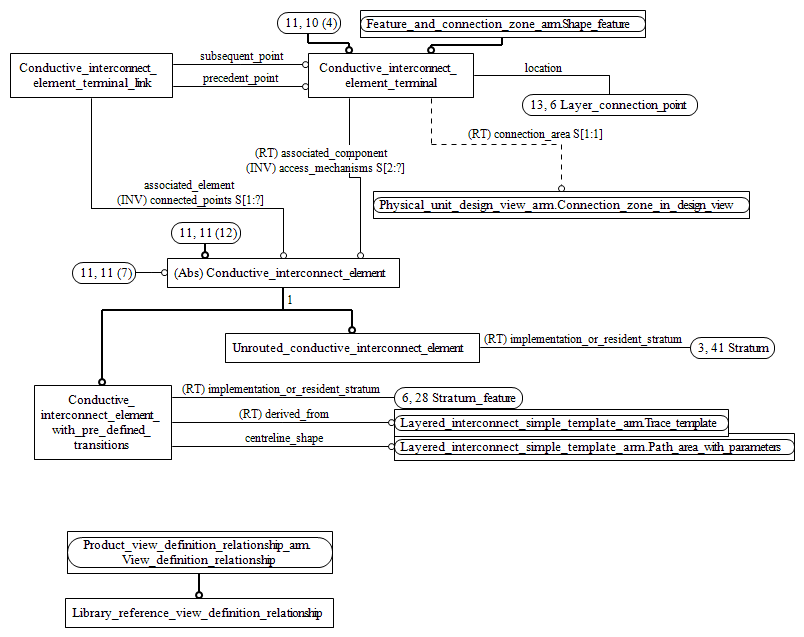 11, 10 (4)
Feature_and_connection_zone_arm.Shape_feature
Conductive_interconnect_
element_terminal_link
subsequent_point
precedent_point
Conductive_interconnect_
element_terminal
location
13, 6 Layer_connection_point
(RT) connection_area S[1:1]
(RT) associated_component
(INV) access_mechanisms S[2:?]
associated_element
(INV) connected_points S[1:?]
Physical_unit_design_view_arm.Connection_zone_in_design_view
11, 11 (12)
11, 11 (7)
(Abs) Conductive_interconnect_element
1
Unrouted_conductive_interconnect_element
(RT) implementation_or_resident_stratum
3, 41 Stratum
Conductive_
interconnect_element_
with_pre_defined_
transitions
(RT) implementation_or_resident_stratum
6, 28 Stratum_feature
(RT) derived_from
Layered_interconnect_simple_template_arm.Trace_template
centreline_shape
Layered_interconnect_simple_template_arm.Path_area_with_parameters
Product_view_definition_relationship_arm.
View_definition_relationship
Library_reference_view_definition_relationship